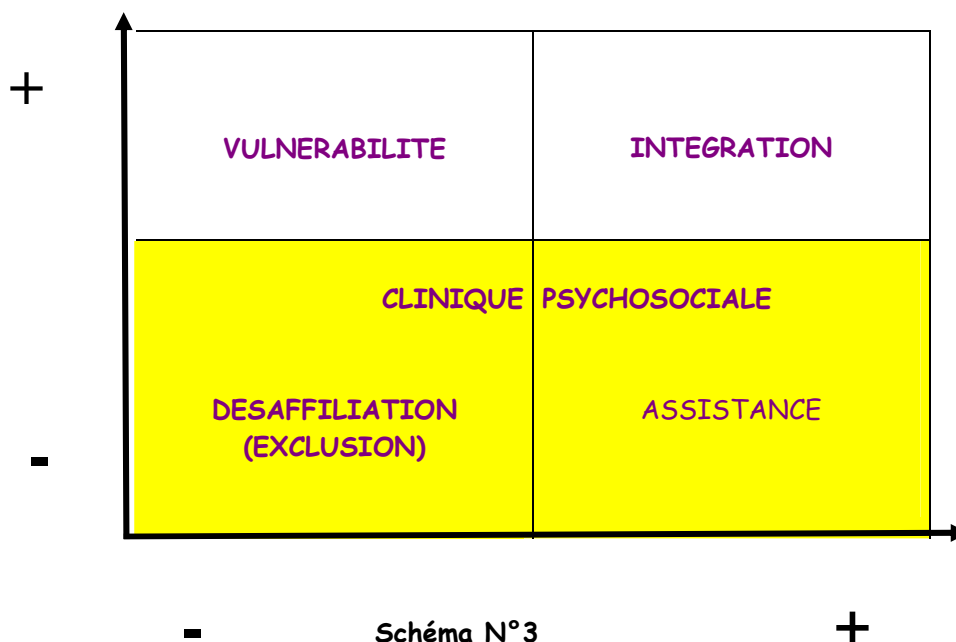 +
VULNERABILITE INTEGRATION
CLINIQUE PSYCHOSOCIALE
DESAFFILIATION ASSISTANCE
(EXCLUSION)
-
- Schéma N°3 +